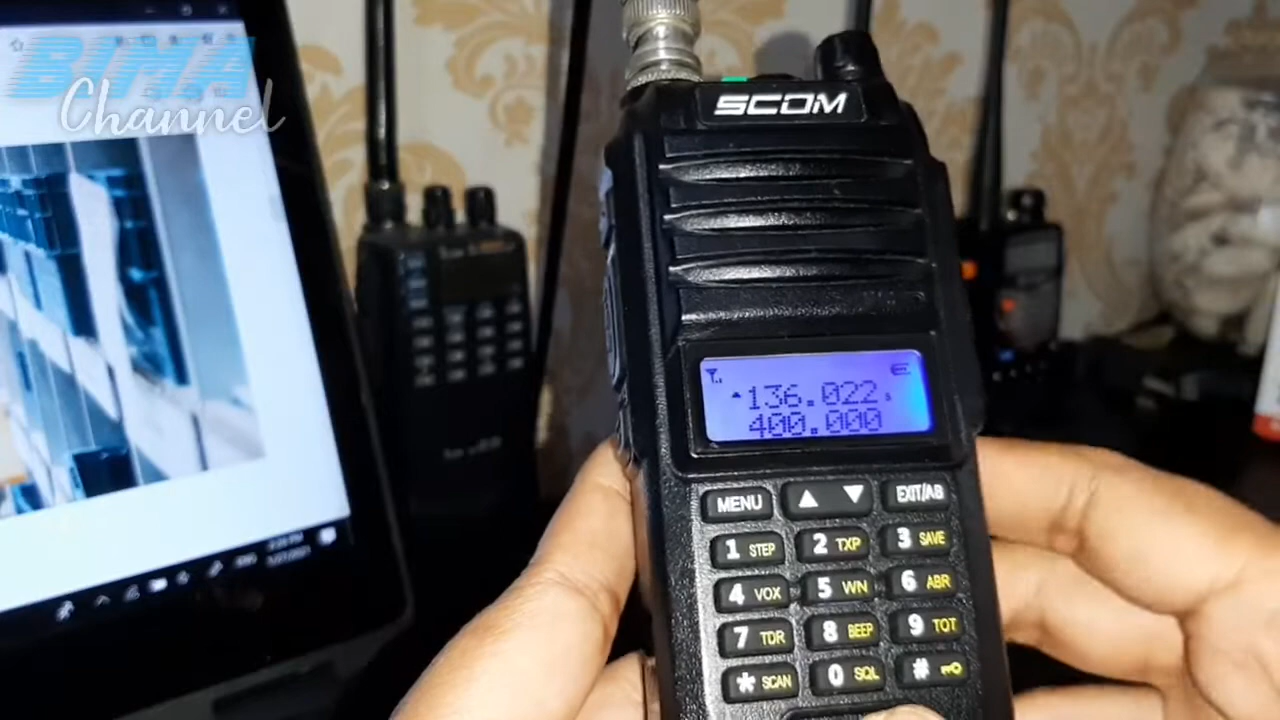 BIMA
Channel
SCOM
136.022
400.000
MENU
EXIT/AB
1 STEP
2 TXP
3 SAVE
4 VOX
5 WN
6 ABR
7 TDR
8 BEEP
9 TOT
* SCAN
0 SQL
#